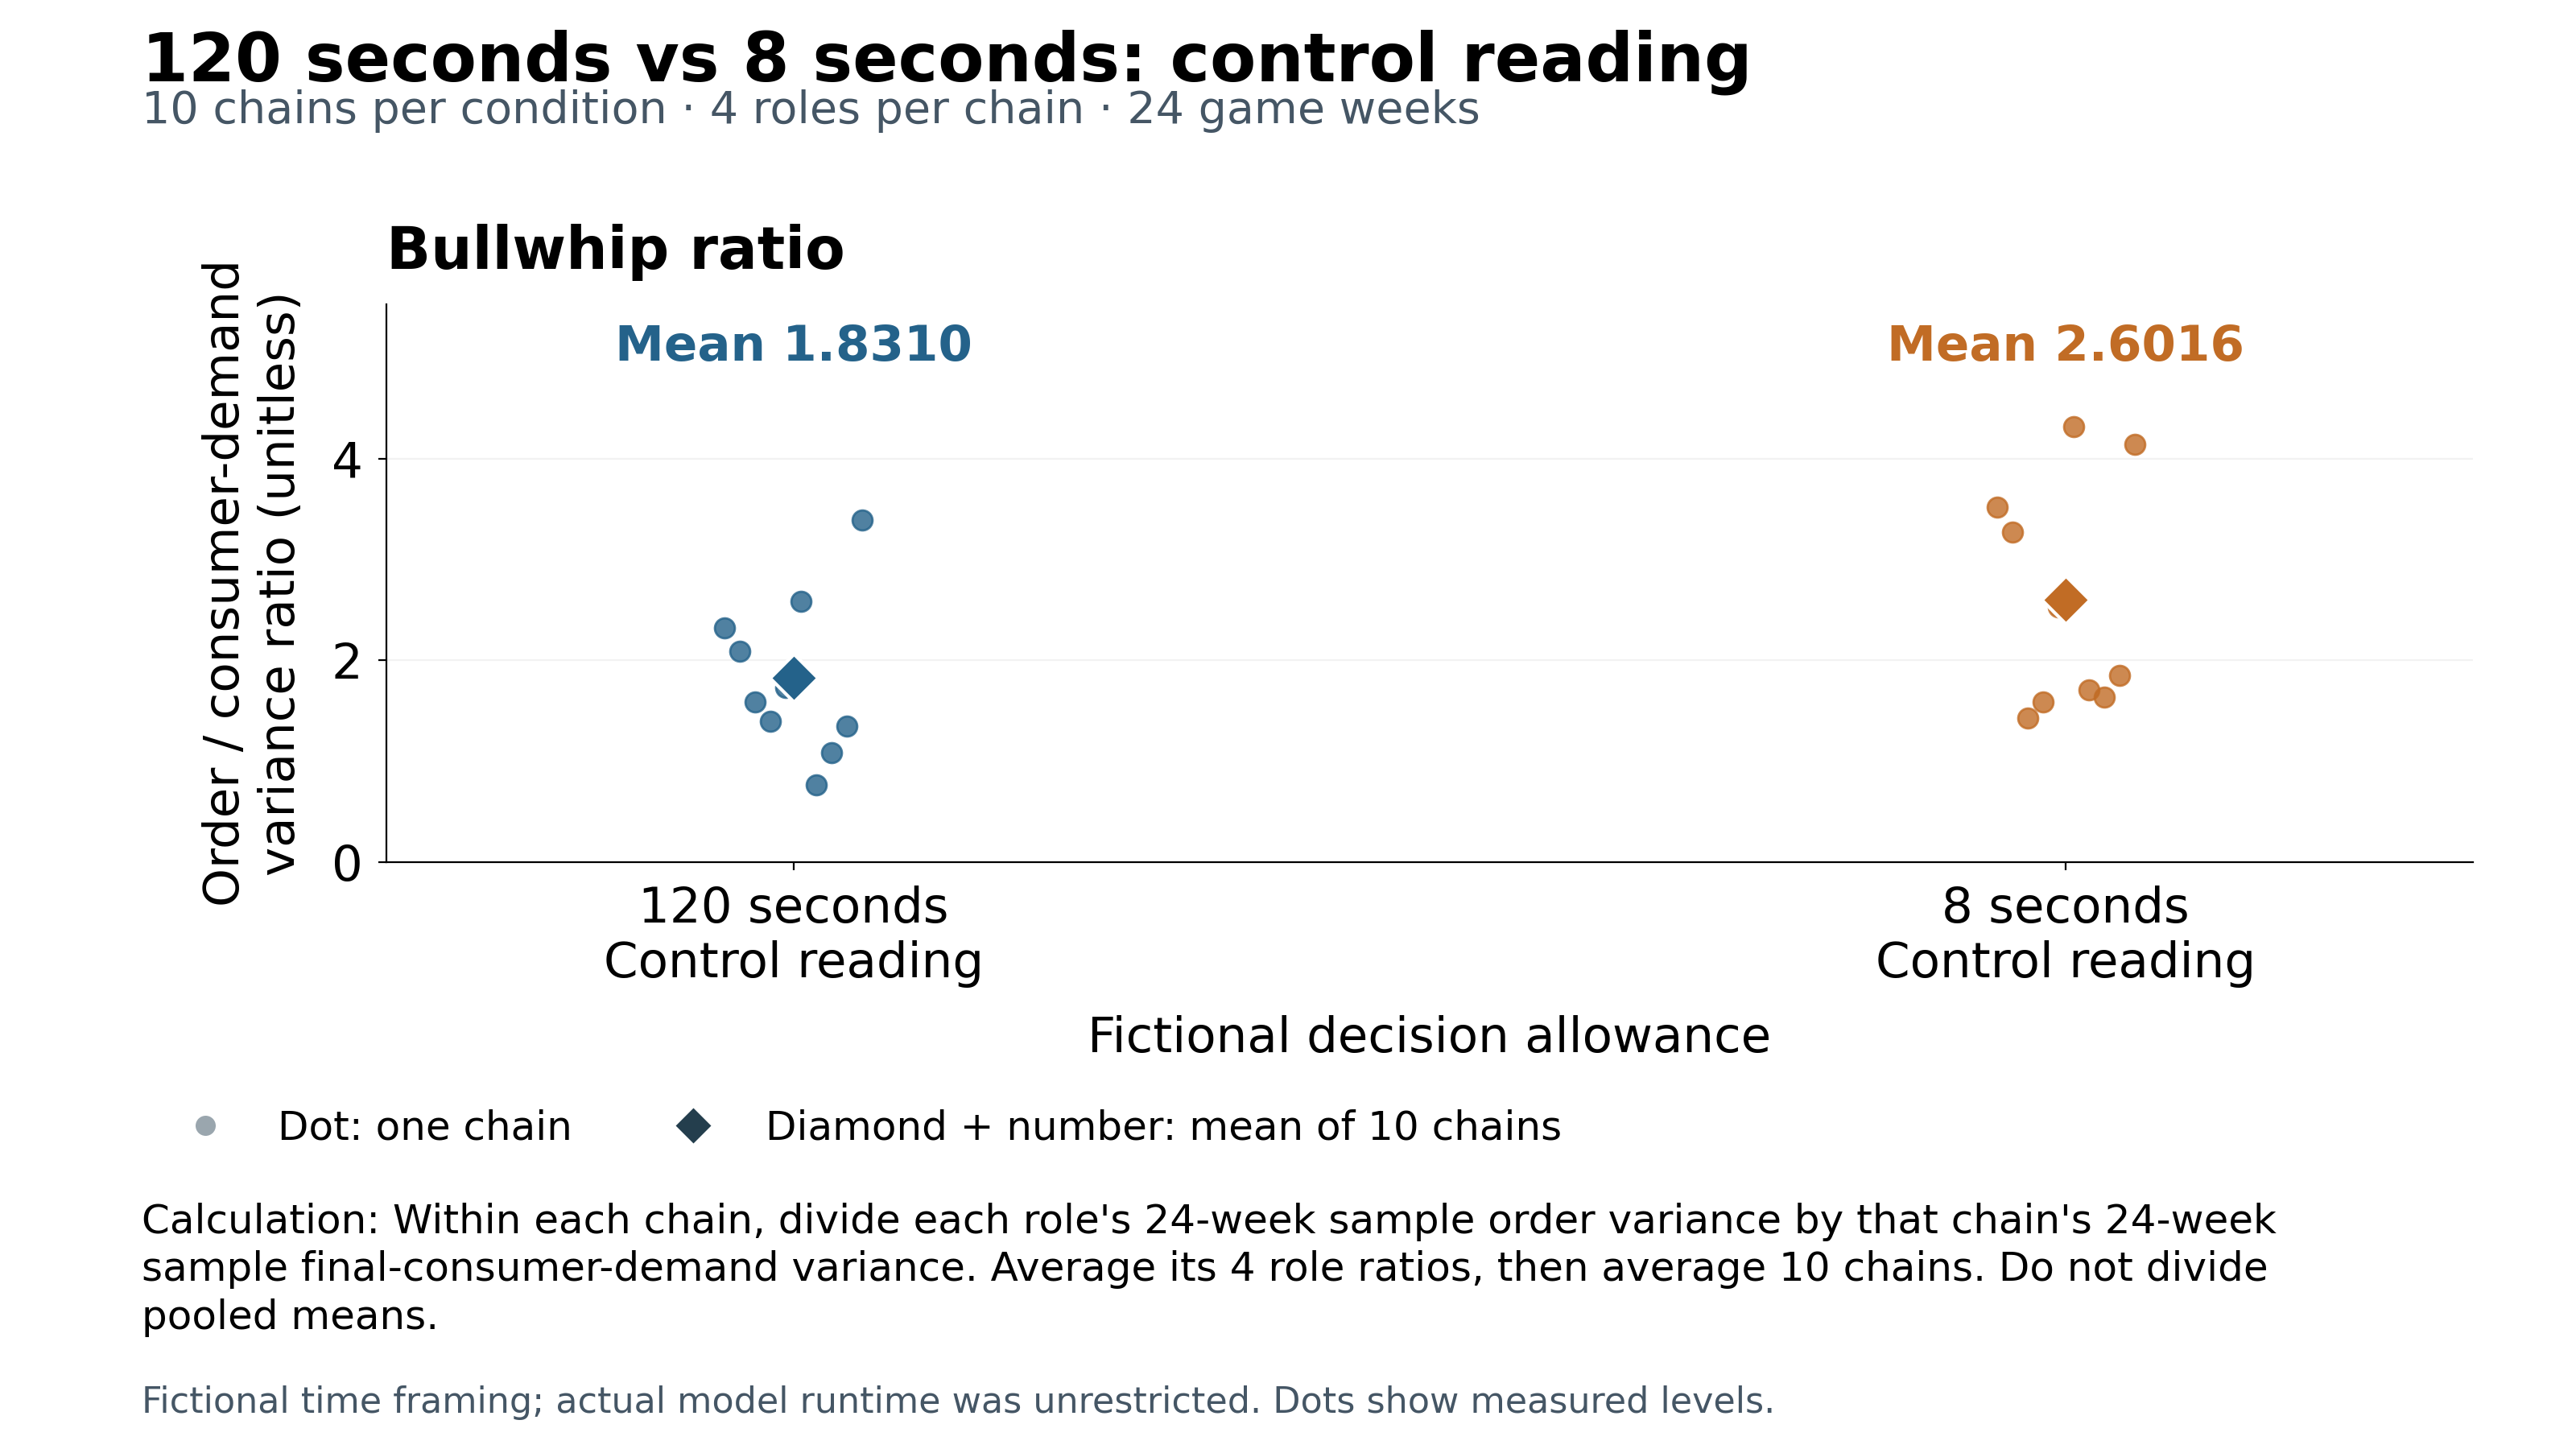 120 seconds vs 8 seconds: control reading
10 chains per condition · 4 roles per chain · 24 game weeks
Bullwhip ratio
Order / consumer-demand
variance ratio (unitless)
Mean 1.8310
Mean 2.6016
4
2
0
120 seconds
Control reading
8 seconds
Control reading
Fictional decision allowance
Dot: one chain
Diamond + number: mean of 10 chains
Calculation: Within each chain, divide each role's 24-week sample order variance by that chain's 24-week
sample final-consumer-demand variance. Average its 4 role ratios, then average 10 chains. Do not divide
pooled means.
Fictional time framing; actual model runtime was unrestricted. Dots show measured levels.